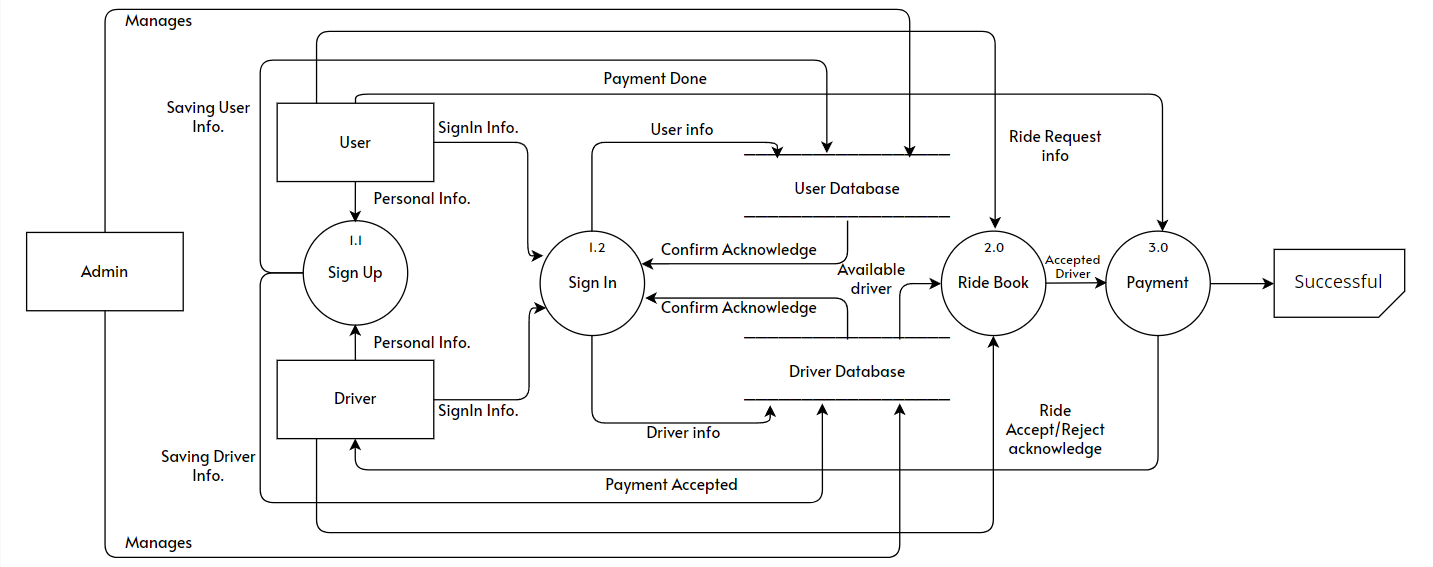 Manages
Payment Done
Saving User
Info.
User
SignIn Info.
User info
Ride Request
info
User Database
Personal Info.
1.1
Sign Up
1.2
Sign In
Confirm Acknowledge
Available
driver
2.0
Ride Book
Accepted
Driver
3.0
Payment
Successful
Admin
Confirm Acknowledge
Personal Info.
Driver Database
Driver
SignIn Info.
Driver info
Ride
Accept/Reject
acknowledge
Saving Driver
Info.
Payment Accepted
Manages